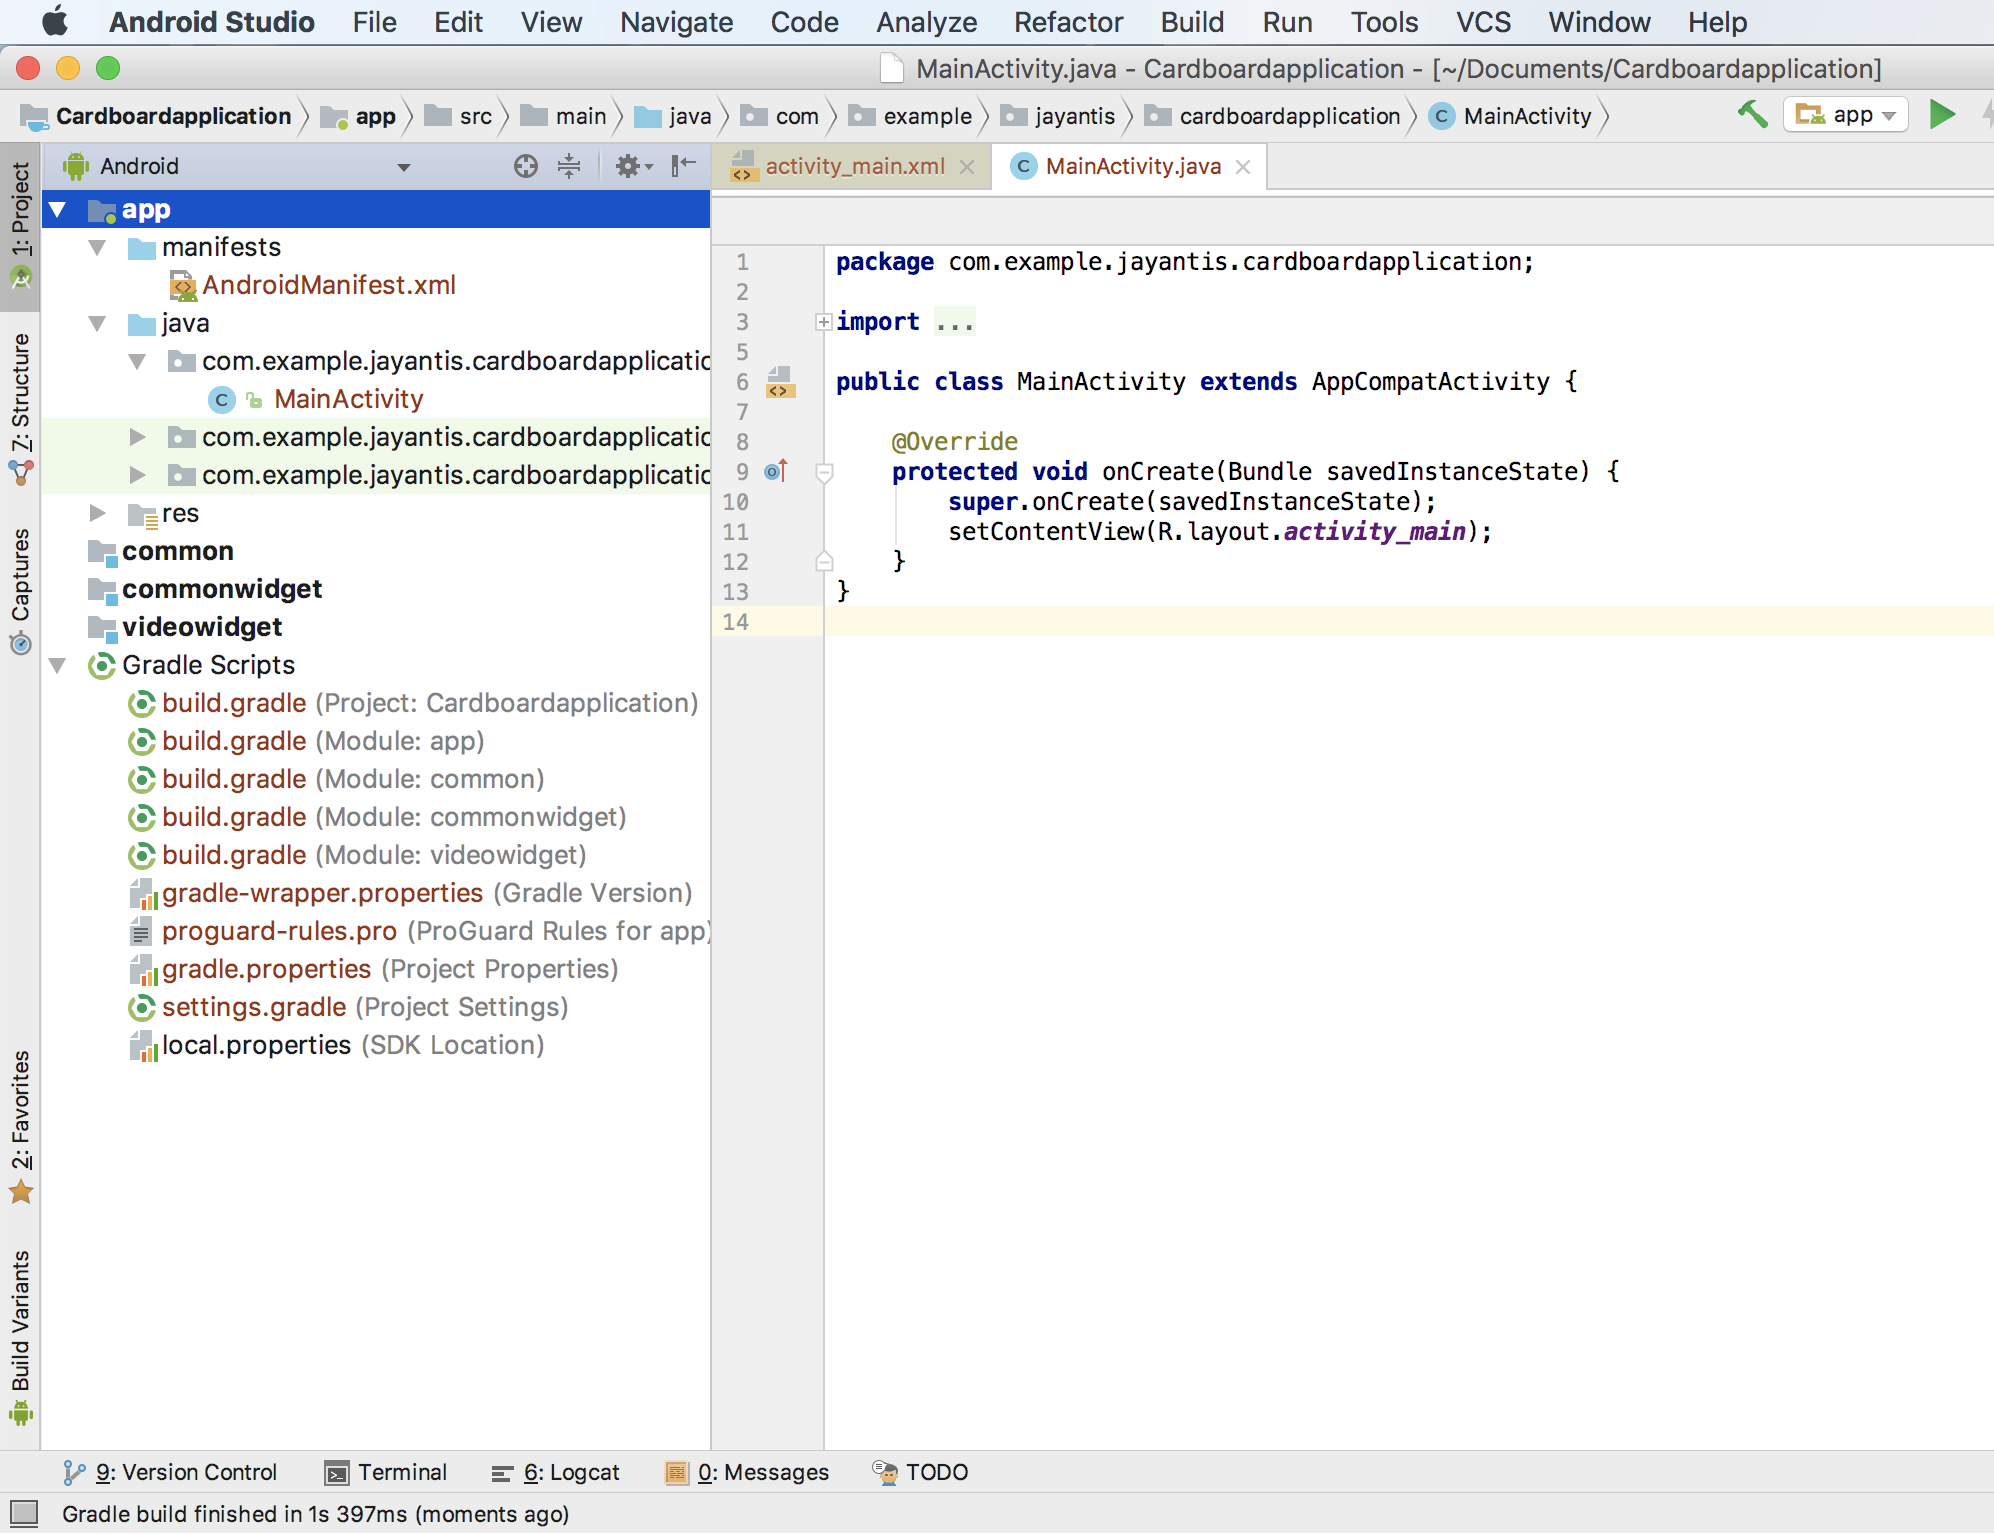 Android Studio File Edit View Navigate Code Analyze Refactor Build Run Tools VCS Window Help
MainActivity.java - Cardboardapplication - [~/Documents/Cardboardapplication]
Cardboardapplication app src main java com example jayantis cardboardapplication MainActivity app
1: Project
7: Structure
Captures
2: Favorites
Build Variants
Android
app
manifests
AndroidManifest.xml
java
com.example.jayantis.cardboardapplicatic
MainActivity
com.example.jayantis.cardboardapplicatic
com.example.jayantis.cardboardapplicatic
res
common
commonwidget
videowidget
Gradle Scripts
build.gradle (Project: Cardboardapplication)
build.gradle (Module: app)
build.gradle (Module: common)
build.gradle (Module: commonwidget)
build.gradle (Module: videowidget)
gradle-wrapper.properties (Gradle Version)
proguard-rules.pro (ProGuard Rules for app)
gradle.properties (Project Properties)
settings.gradle (Project Settings)
local.properties (SDK Location)
activity_main.xml MainActivity.java
1 package com.example.jayantis.cardboardapplication;
2
3 import ...
5
6 public class MainActivity extends AppCompatActivity {
7
8 @Override
9 protected void onCreate(Bundle savedInstanceState) {
10 super.onCreate(savedInstanceState);
11 setContentView(R.layout.activity_main);
12 }
13 }
14
9: Version Control Terminal 6: Logcat 0: Messages TODO
Gradle build finished in 1s 397ms (moments ago)